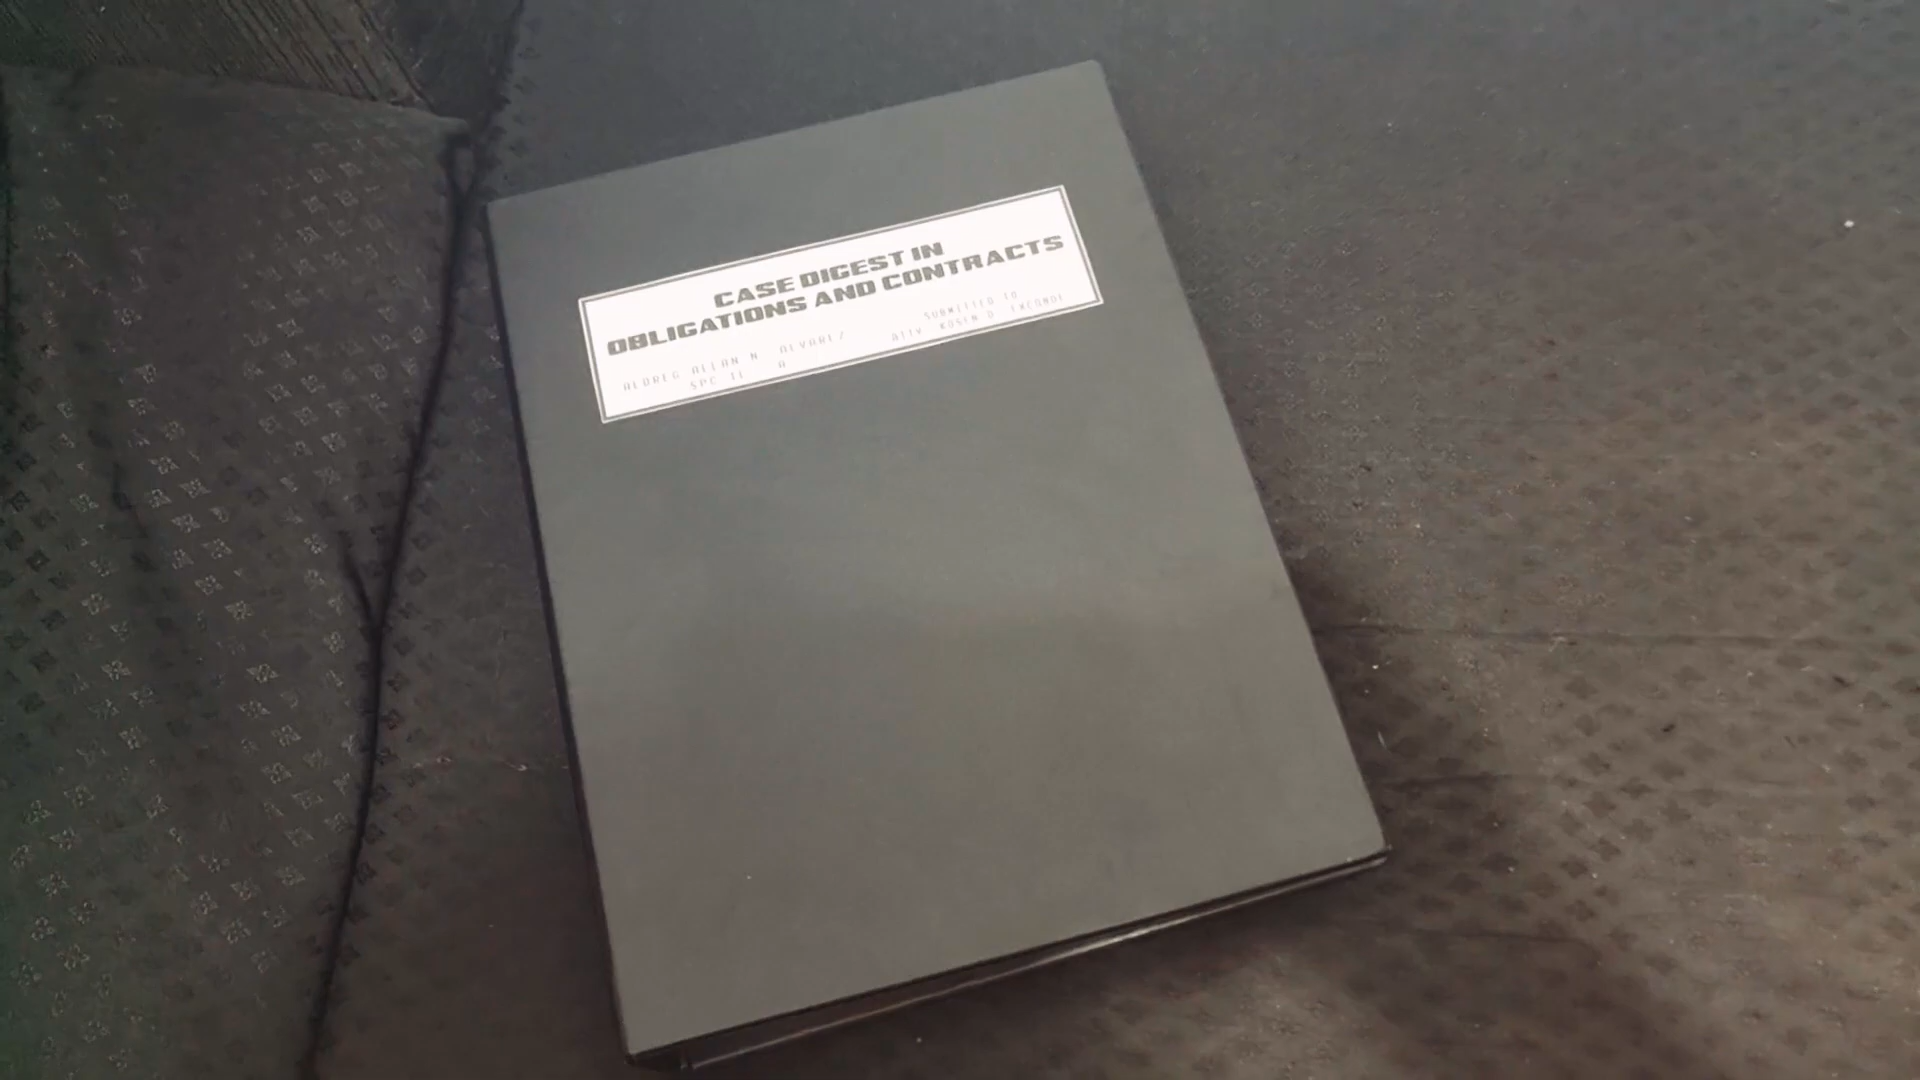 CASE DIGEST IN
OBLIGATIONS AND CONTRACTS
ALDREG ALLAN N. ALVAREZ
SPC II A
SUBMITTED TO
ATTY. D.